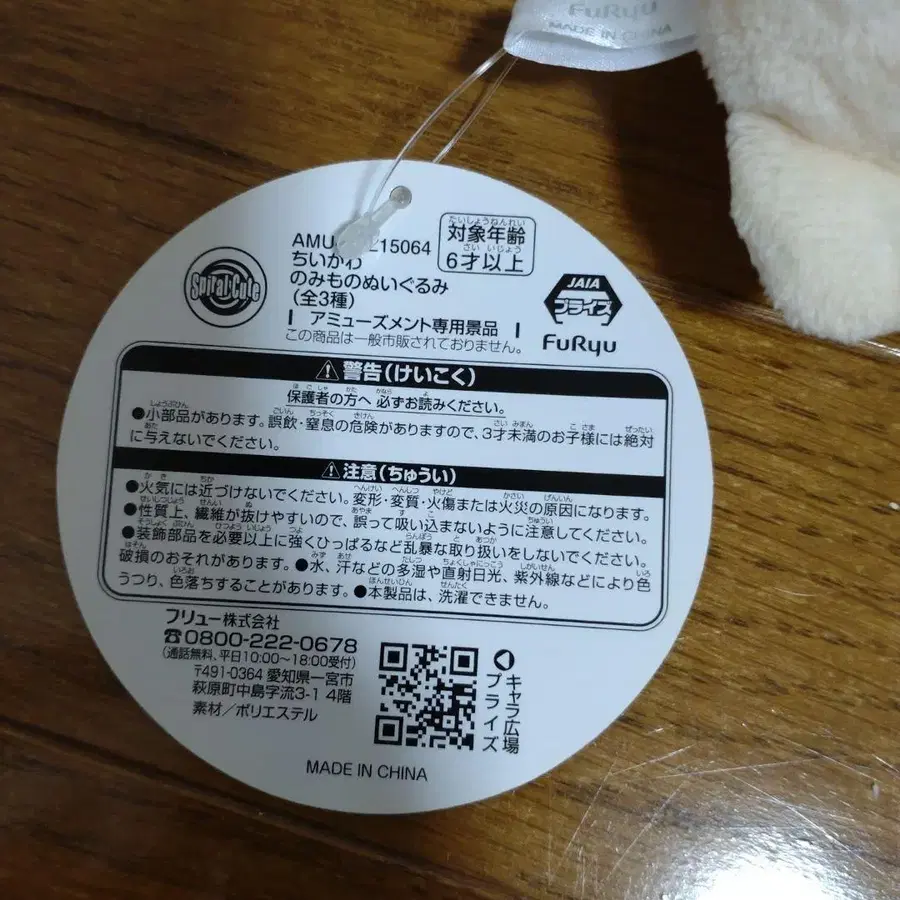 FuRyu
MADE IN CHINA
対象年齢
6才以上
15064
ちいかわ
のみものぬいぐるみ
(全3種)
アミューズメント専用景品
この商品は一般市販されておりません。
Spiral・Cute
JAIA
プライズ
FuRyu
⚠警告(けいこく)
保護者の方へ 必ずお読みください。
●小部品があります。誤飲・窒息の危険がありますので、3才未満のお子様には絶対
に与えないでください。
⚠注意(ちゅうい)
●火気には近づけないでください。変形・変質・火傷または火災の原因になります。
●性質上、繊維が抜けやすいので、誤って吸い込まないように注意してください。
●装飾部品を必要以上に強くひっぱるなど乱暴な取り扱いをしないでください。
破損のおそれがあります。●水、汗などの多湿や直射日光、紫外線などにより色
うつり、色落ちすることがあります。●本製品は、洗濯できません。
フリュー株式会社
☎0800-222-0678
(通話無料、平日10:00~18:00受付)
〒491-0364 愛知県一宮市
萩原町中島字流3-1 4階
素材/ポリエステル
キャラ広場
プライズ
MADE IN CHINA